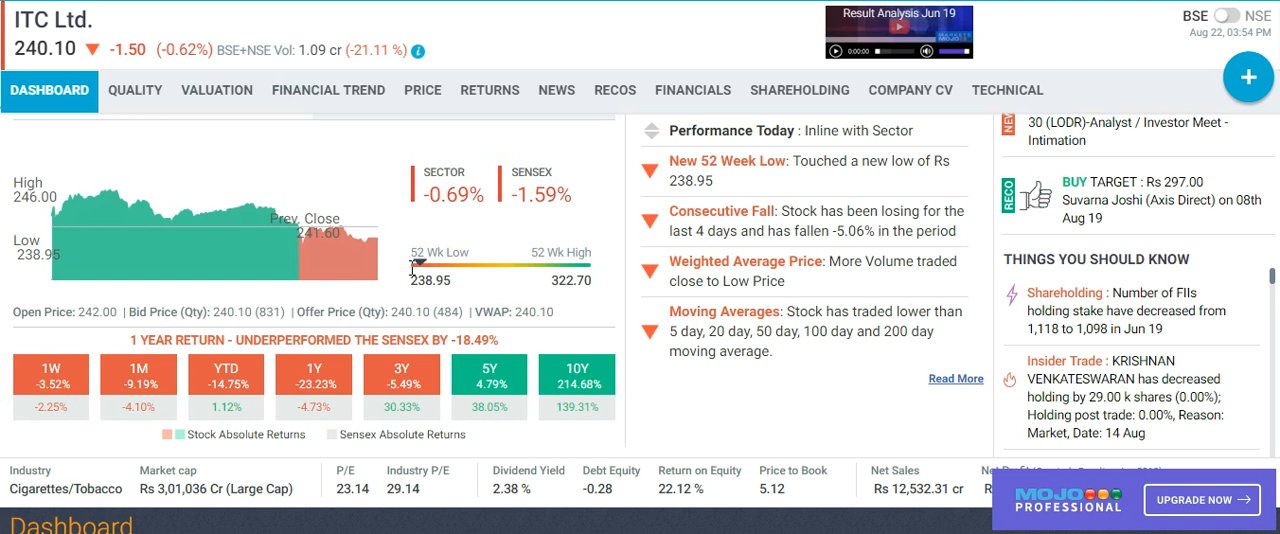 ITC Ltd.
240.10 -1.50 (-0.62%) BSE+NSE Vol: 1.09 cr (-21.11 %) i
Result Analysis Jun 19
MARKETS
MOJO
0:00:00
BSE NSE
Aug 22, 03:54 PM
+
DASHBOARD QUALITY VALUATION FINANCIAL TREND PRICE RETURNS NEWS RECOS FINANCIALS SHAREHOLDING COMPANY CV TECHNICAL
High
246.00
Prev. Close
241.60
Low
238.95
SECTOR
-0.69%
SENSEX
-1.59%
52 Wk Low 52 Wk High
238.95 322.70
Open Price: 242.00 | Bid Price (Qty): 240.10 (831) | Offer Price (Qty): 240.10 (484) | VWAP: 240.10
1 YEAR RETURN - UNDERPERFORMED THE SENSEX BY -18.49%
1W 1M YTD 1Y 3Y 5Y 10Y
-3.52% -9.19% -14.75% -23.23% -5.49% 4.79% 214.68%
-2.25% -4.10% 1.12% -4.73% 30.33% 38.05% 139.31%
Stock Absolute Returns Sensex Absolute Returns
Performance Today : Inline with Sector
New 52 Week Low: Touched a new low of Rs
238.95
Consecutive Fall: Stock has been losing for the
last 4 days and has fallen -5.06% in the period
Weighted Average Price: More Volume traded
close to Low Price
Moving Averages: Stock has traded lower than
5 day, 20 day, 50 day, 100 day and 200 day
moving average.
Read More
NEW
30 (LODR)-Analyst / Investor Meet -
Intimation
RECO
BUY TARGET : Rs 297.00
Suvarna Joshi (Axis Direct) on 08th
Aug 19
THINGS YOU SHOULD KNOW
Shareholding : Number of FIIs
holding stake have decreased from
1,118 to 1,098 in Jun 19
Insider Trade : KRISHNAN
VENKATESWARAN has decreased
holding by 29.00 k shares (0.00%);
Holding post trade: 0.00%, Reason:
Market, Date: 14 Aug
Industry Market cap P/E Industry P/E Dividend Yield Debt Equity Return on Equity Price to Book Net Sales
Cigarettes/Tobacco Rs 3,01,036 Cr (Large Cap) 23.14 29.14 2.38 % -0.28 22.12 % 5.12 Rs 12,532.31 cr R
MOJO
PROFESSIONAL
UPGRADE NOW
Dashboard